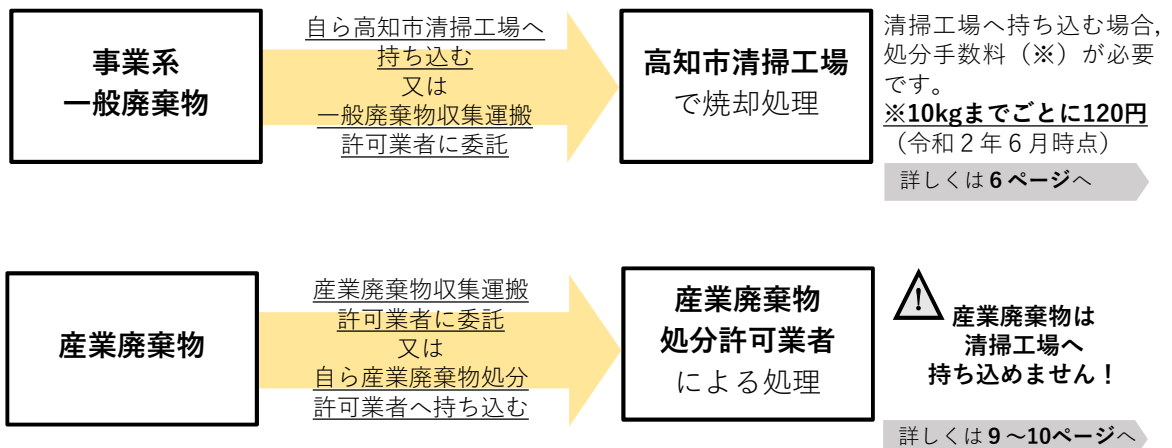 事業系
一般廃棄物
自ら高知市清掃工場へ
持ち込む
又は
一般廃棄物収集運搬
許可業者に委託
高知市清掃工場
で焼却処理
清掃工場へ持ち込む場合,
処分手数料（※）が必要
です。
※10kgまでごとに120円
（令和２年６月時点）
詳しくは６ページへ
産業廃棄物
産業廃棄物収集運搬
許可業者に委託
又は
自ら産業廃棄物処分
許可業者へ持ち込む
産業廃棄物
処分許可業者
による処理
!
産業廃棄物は
清掃工場へ
持ち込めません！
詳しくは９～10ページへ